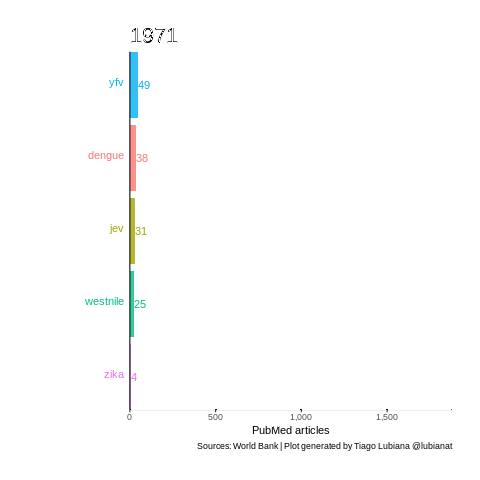 1971
yfv 49
dengue 38
jev 31
westnile 25
zika 4
0 500 1,000 1,500
PubMed articles
Sources: World Bank | Plot generated by Tiago Lubiana @lubianat